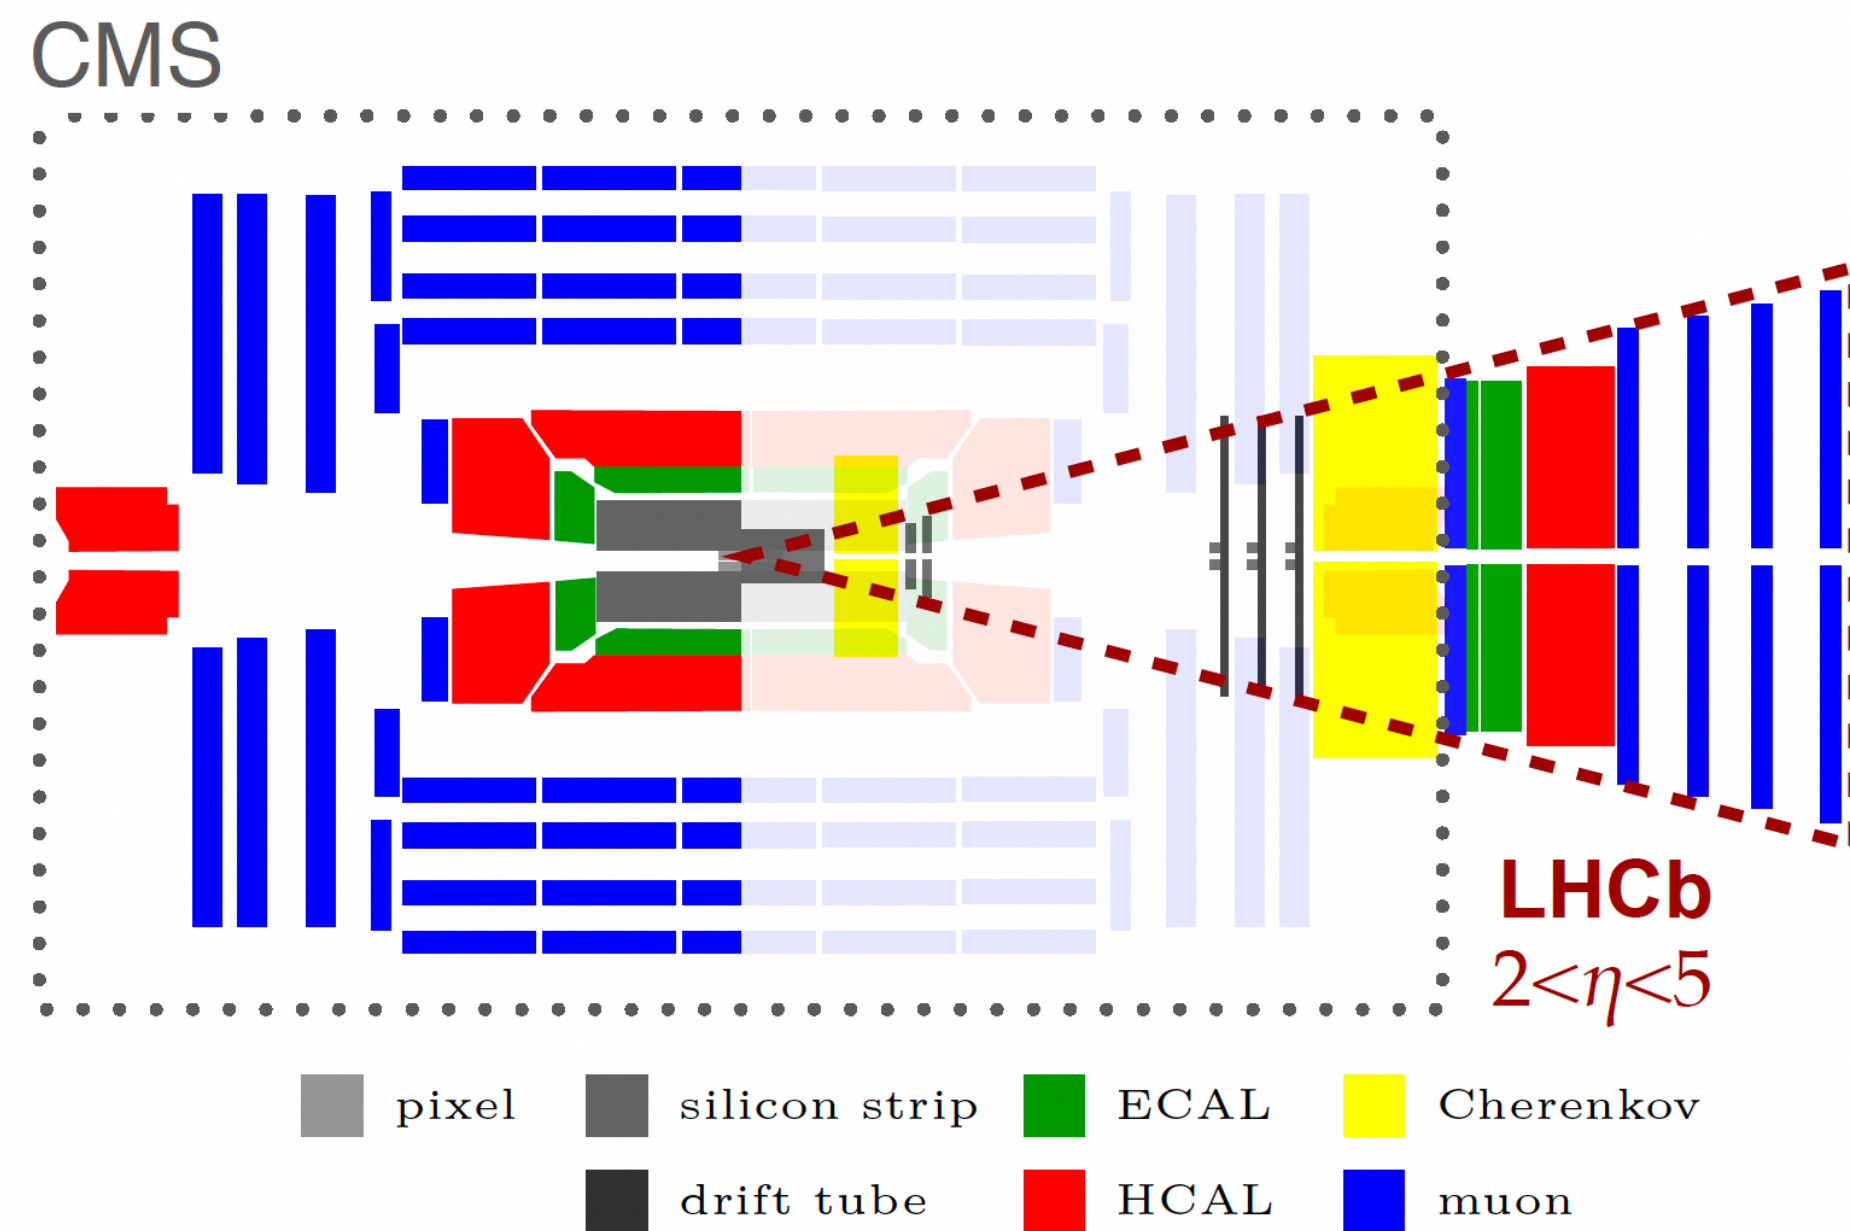 CMS
LHCb
2<η<5
pixel
silicon strip
ECAL
Cherenkov
drift tube
HCAL
muon